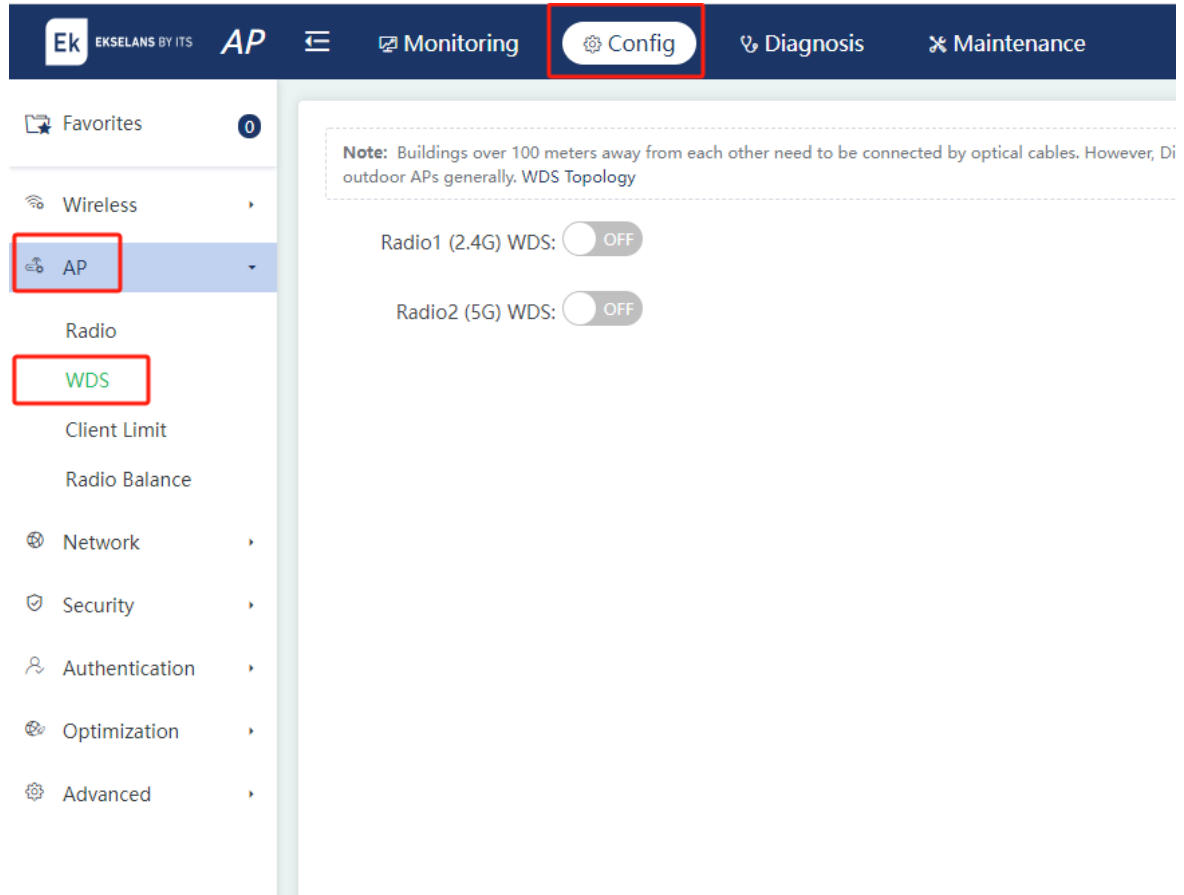 Ek EKSELANS BY ITS AP Monitoring Config Diagnosis Maintenance
Favorites 0
Wireless
AP
Radio
WDS
Client Limit
Radio Balance
Network
Security
Authentication
Optimization
Advanced
Note: Buildings over 100 meters away from each other need to be connected by optical cables. However, Di
outdoor APs generally. WDS Topology
Radio1 (2.4G) WDS: OFF
Radio2 (5G) WDS: OFF